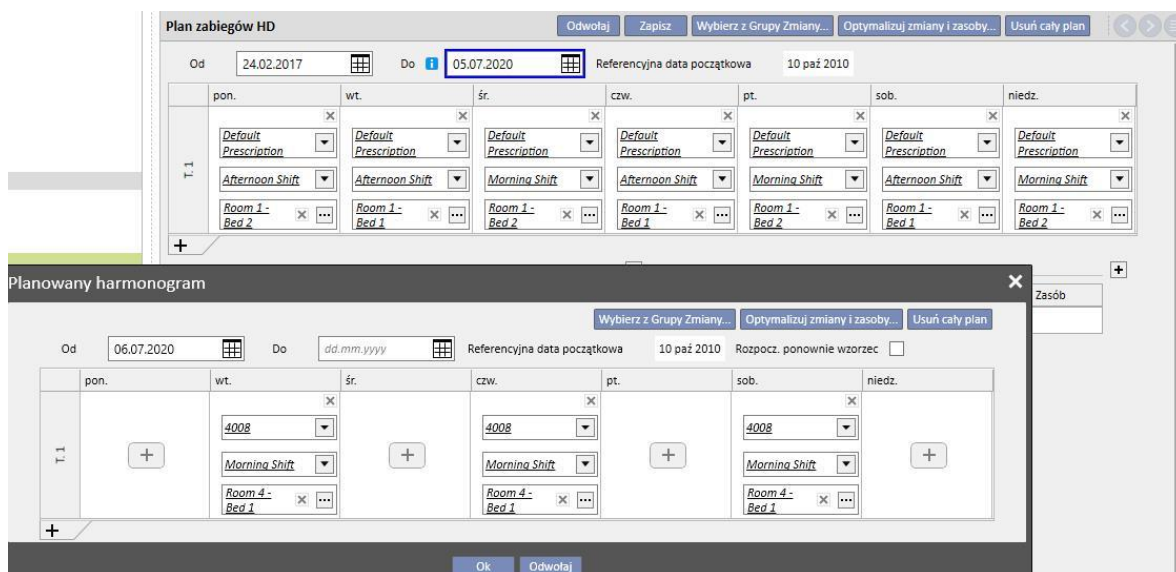 Plan zabiegów HD Odwołaj Zapisz Wybierz z Grupy Zmiany... Optymalizuj zmiany i zasoby... Usuń cały plan
Od 24.02.2017 Do i 05.07.2020 Referencyjna data początkowa 10 paź 2010
pon. wt. śr. czw. pt. sob. niedz.
Default Default Default Default Default Default Default
Prescription Prescription Prescription Prescription Prescription Prescription Prescription
T. 1
Afternoon Shift Afternoon Shift Morning Shift Afternoon Shift Morning Shift Afternoon Shift Morning Shift
Room 1 - Room 1 - Room 1 - Room 1 - Room 1 - Room 1 - Room 1 -
Bed 2 Bed 1 Bed 2 Bed 1 Bed 2 Bed 1 Bed 2
Zasób
Planowany harmonogram
Wybierz z Grupy Zmiany... Optymalizuj zmiany i zasoby... Usuń cały plan
Od 06.07.2020 Do dd.mm.yyyy Referencyjna data początkowa 10 paź 2010 Rozpocz. ponownie wzorzec
pon. wt. śr. czw. pt. sob. niedz.
4008 4008 4008
T. 1
Morning Shift Morning Shift Morning Shift
Room 4 - Room 4 - Room 4 -
Bed 1 Bed 1 Bed 1
Ok Odwołaj